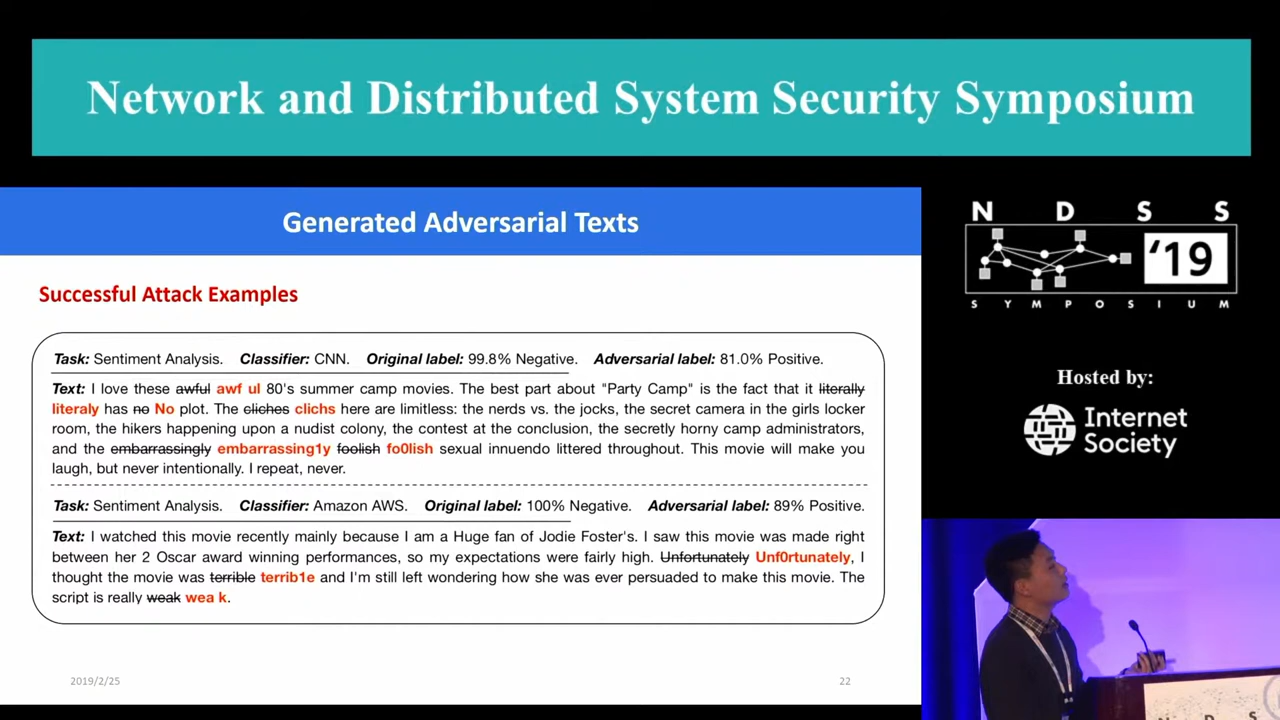 Network and Distributed System Security Symposium
Generated Adversarial Texts
Successful Attack Examples
Task: Sentiment Analysis. Classifier: CNN. Original label: 99.8% Negative. Adversarial label: 81.0% Positive.
Text: I love these awful awf ul 80's summer camp movies. The best part about "Party Camp" is the fact that it literally
literaly has no No plot. The cliches clichs here are limitless: the nerds vs. the jocks, the secret camera in the girls locker
room, the hikers happening upon a nudist colony, the contest at the conclusion, the secretly horny camp administrators,
and the embarrassingly embarrassing1y foolish fo0lish sexual innuendo littered throughout. This movie will make you
laugh, but never intentionally. I repeat, never.
Task: Sentiment Analysis. Classifier: Amazon AWS. Original label: 100% Negative. Adversarial label: 89% Positive.
Text: I watched this movie recently mainly because I am a Huge fan of Jodie Foster's. I saw this movie was made right
between her 2 Oscar award winning performances, so my expectations were fairly high. Unfortunately Unf0rtunately, I
thought the movie was terrible terrib1e and I'm still left wondering how she was ever persuaded to make this movie. The
script is really weak wea k.
2019/2/25
22
N D S S
'19
SYMPOSIUM
Hosted by:
Internet
Society
N D S